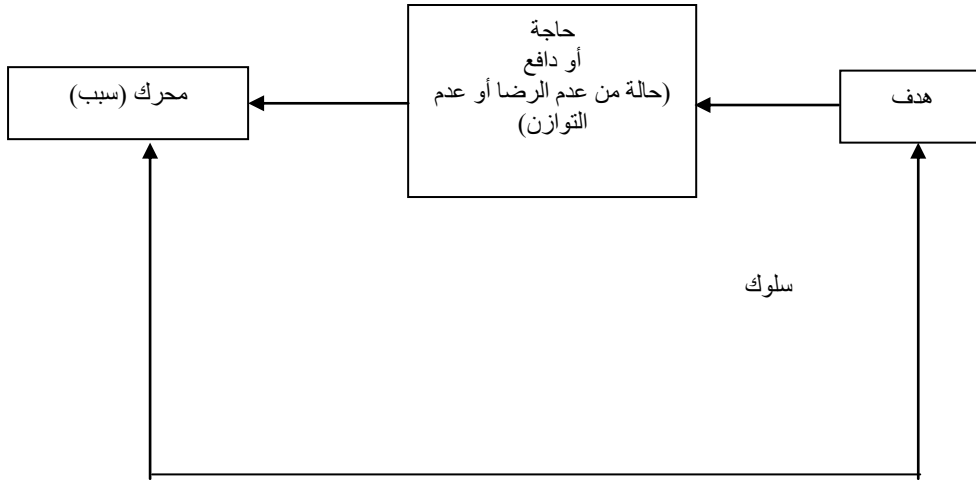 حاجة
أو دافع
(حالة من عدم الرضا أو عدم
التوازن)
هدف
محرك (سبب)
سلوك